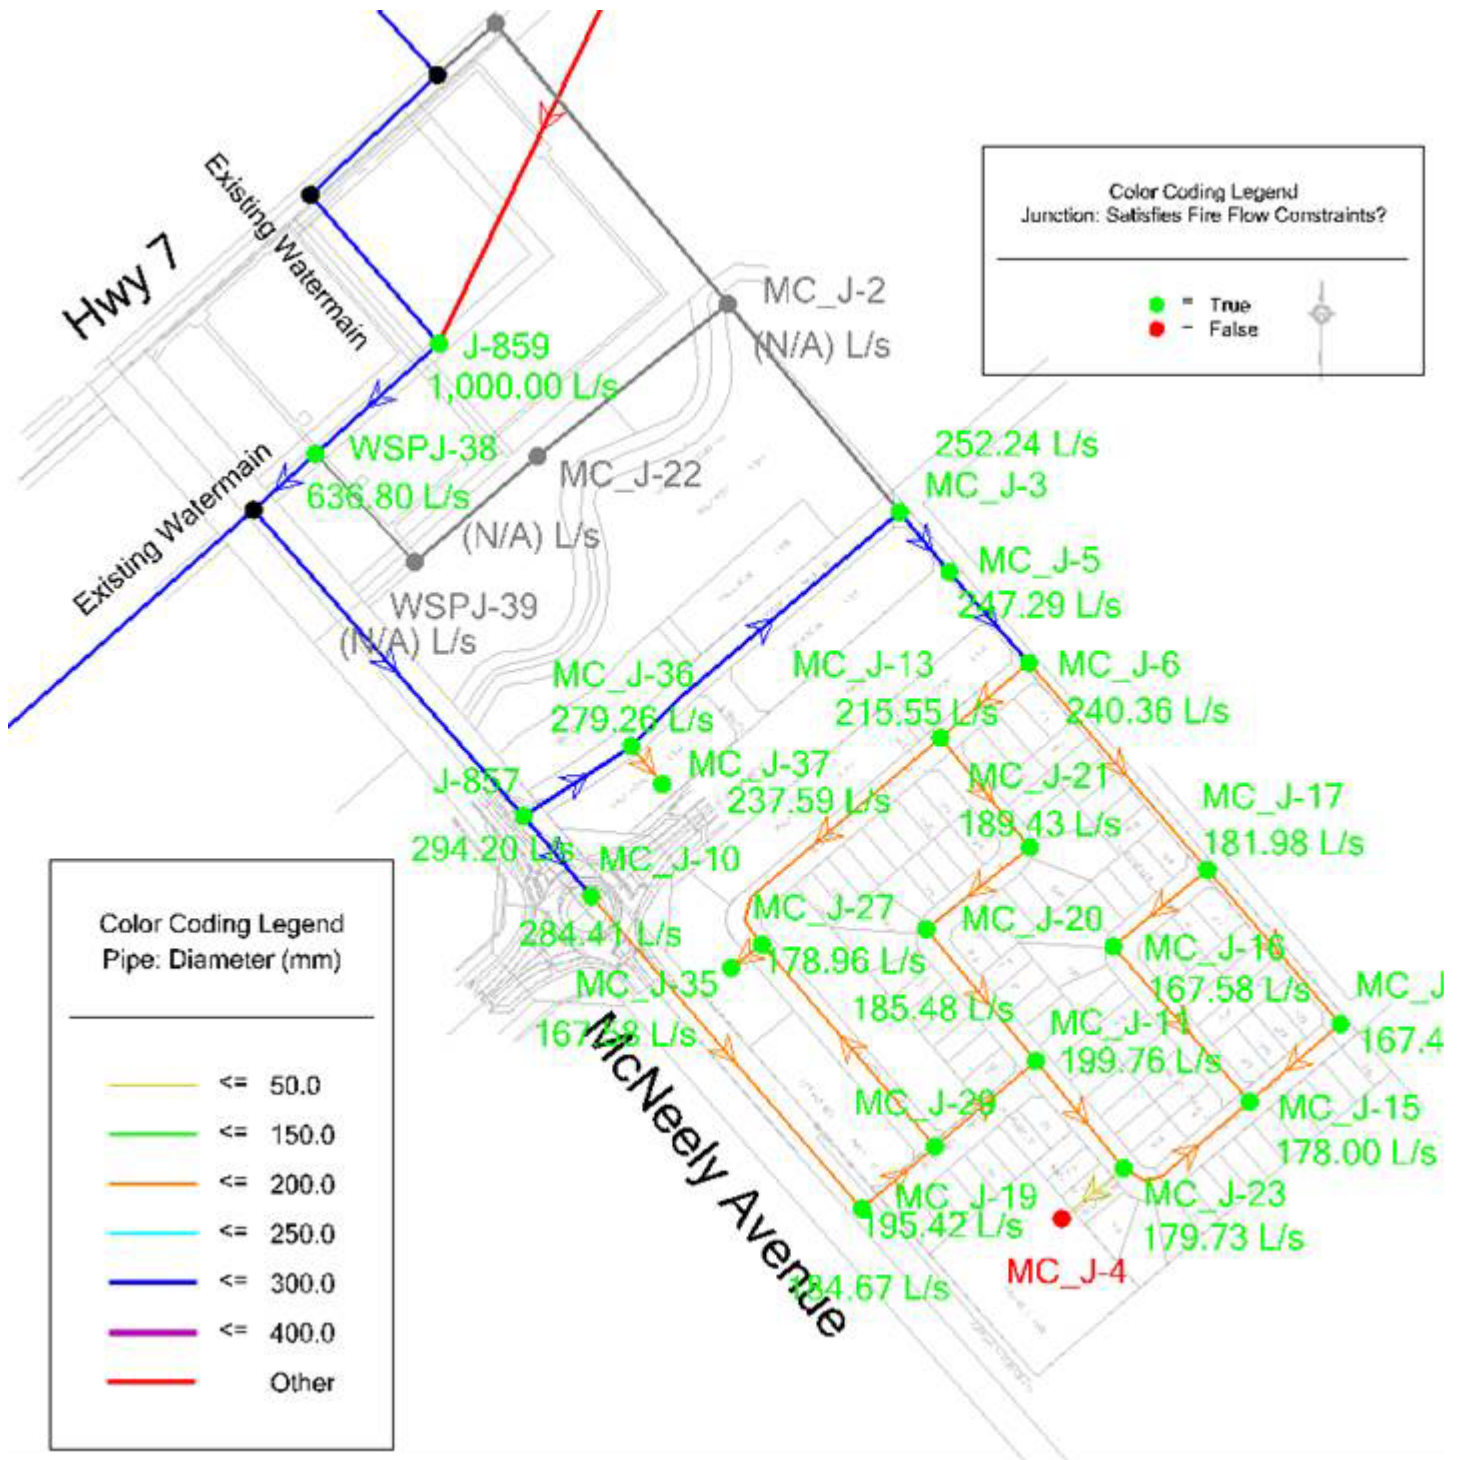 Existing Watermain
Hwy 7
Color Coding Legend
Junction: Satisfies Fire Flow Constraints?
= True
= False
MC_J-2
(N/A) L/s
J-859
1,000.00 L/s
WSPJ-38
636.80 L/s
MC_J-22
(N/A) L/s
252.24 L/s
MC_J-3
Existing Watermain
MC_J-5
247.29 L/s
WSPJ-39
(N/A) L/s
MC_J-36
279.26 L/s
MC_J-13
215.55 L/s
MC_J-6
240.36 L/s
J-857
294.20 L/s
MC_J-37
237.59 L/s
MC_J-21
189.43 L/s
MC_J-17
181.98 L/s
MC_J-10
284.41 L/s
MC_J-27
178.96 L/s
MC_J-20
185.48 L/s
MC_J-16
167.58 L/s
MC_J-35
167.58 L/s
MC_J
167.4
MC_J-11
199.76 L/s
McNeely Avenue
MC_J-29
195.42 L/s
MC_J-15
178.00 L/s
MC_J-19
184.67 L/s
MC_J-23
179.73 L/s
MC_J-4
Color Coding Legend
Pipe: Diameter (mm)
<= 50.0
<= 150.0
<= 200.0
<= 250.0
<= 300.0
<= 400.0
Other